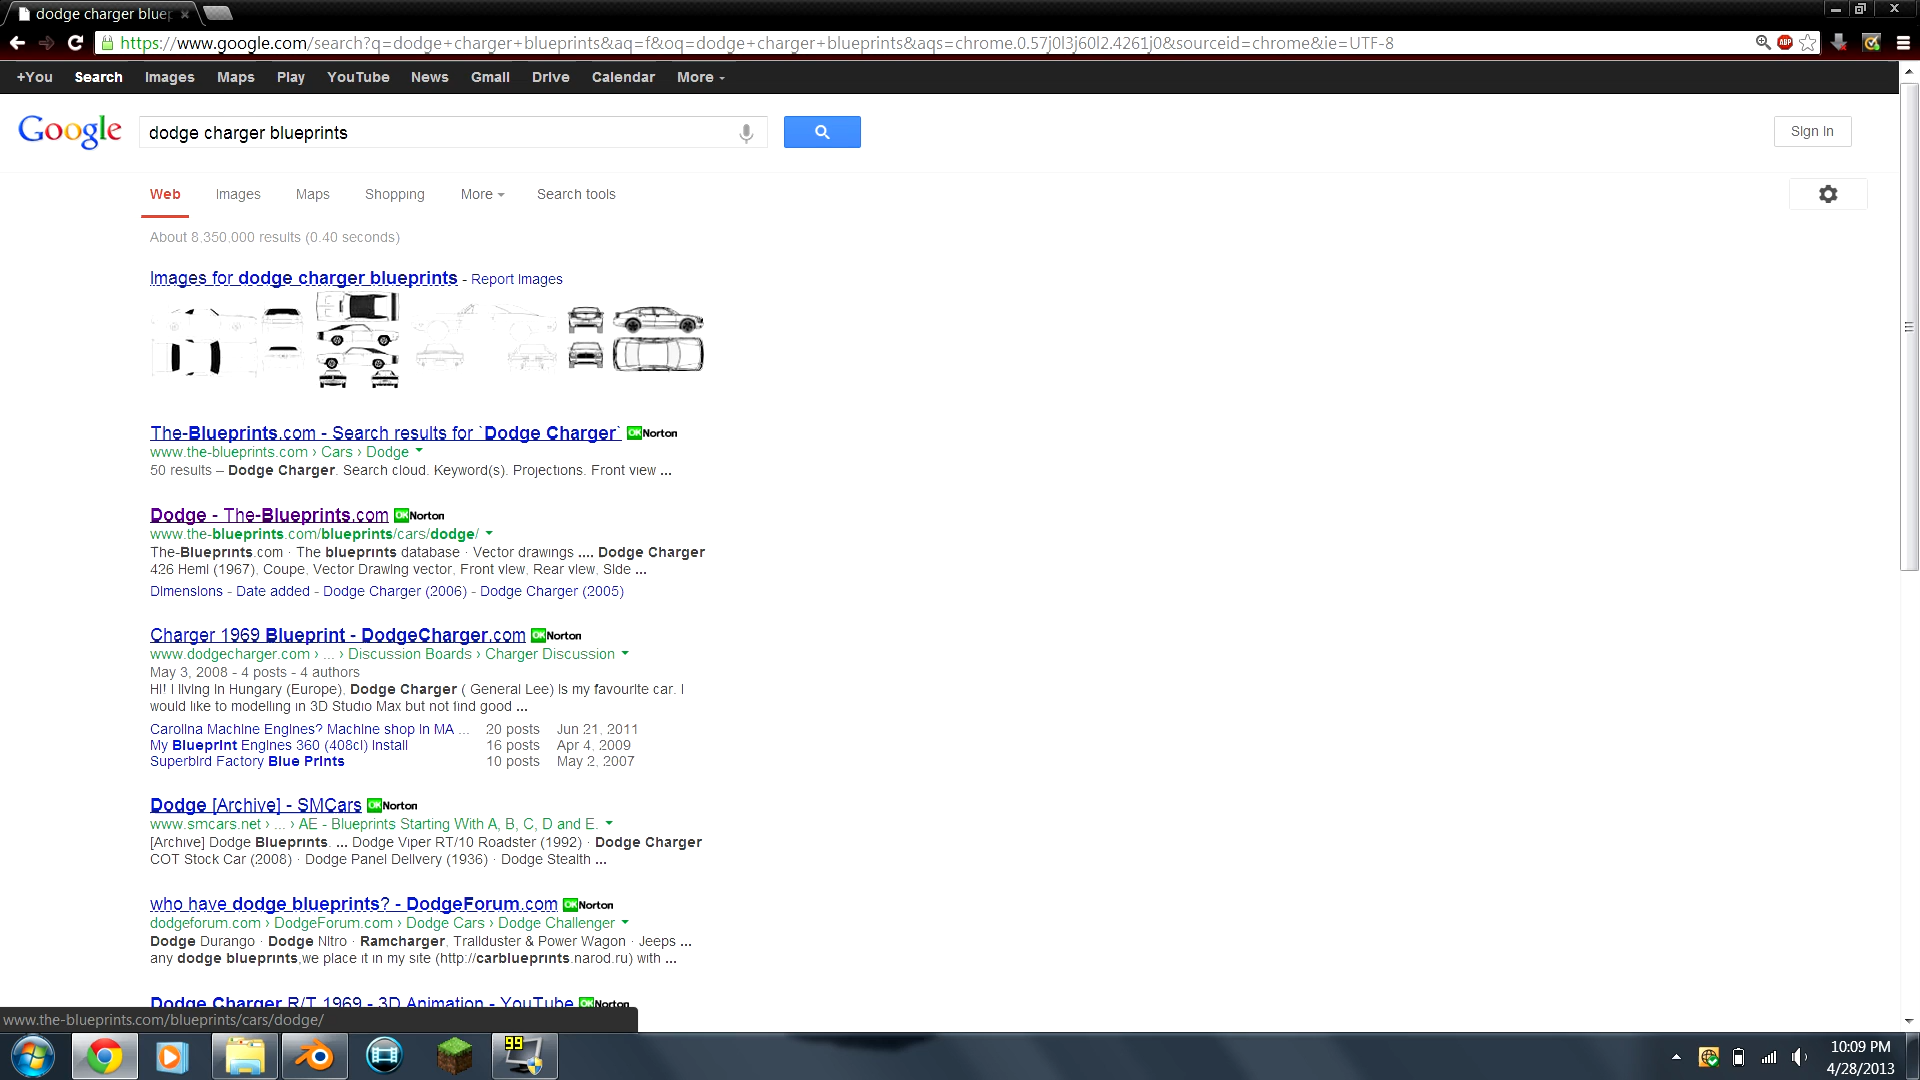 dodge charger bluep
https://www.google.com/search?q=dodge+charger+blueprints&aq=f&oq=dodge+charger+blueprints&aqs=chrome.0.57j0l3j60l2.4261j0&sourceid=chrome&ie=UTF-8
ABP
+You Search Images Maps Play YouTube News Gmail Drive Calendar More
Google dodge charger blueprints Sign In
Web Images Maps Shopping More Search tools
About 8,350,000 results (0.40 seconds)
Images for dodge charger blueprints - Report Images
The-Blueprints.com - Search results for `Dodge Charger` OK Norton
www.the-blueprints.com › Cars › Dodge
50 results – Dodge Charger. Search cloud. Keyword(s). Projections. Front view ...
Dodge - The-Blueprints.com OK Norton
www.the-blueprints.com/blueprints/cars/dodge/
The-Blueprints.com · The blueprints database · Vector drawings .... Dodge Charger
426 Hemi (1967), Coupe, Vector Drawing vector, Front view, Rear view, Side ...
Dimensions - Date added - Dodge Charger (2006) - Dodge Charger (2005)
Charger 1969 Blueprint - DodgeCharger.com OK Norton
www.dodgecharger.com › ... › Discussion Boards › Charger Discussion
May 3, 2008 - 4 posts - 4 authors
Hi! I living in Hungary (Europe), Dodge Charger ( General Lee) is my favourite car. I
would like to modelling in 3D Studio Max but not find good ...
Carolina Machine Engines? Machine shop in MA ... 20 posts Jun 21, 2011
My Blueprint Engines 360 (408ci) Install 16 posts Apr 4, 2009
Superbird Factory Blue Prints 10 posts May 2, 2007
Dodge [Archive] - SMCars OK Norton
www.smcars.net › ... › AE - Blueprints Starting With A, B, C, D and E.
[Archive] Dodge Blueprints. ... Dodge Viper RT/10 Roadster (1992) · Dodge Charger
COT Stock Car (2008) · Dodge Panel Delivery (1936) · Dodge Stealth ...
who have dodge blueprints? - DodgeForum.com OK Norton
dodgeforum.com › DodgeForum.com › Dodge Cars › Dodge Challenger
Dodge Durango · Dodge Nitro · Ramcharger, Trailduster & Power Wagon · Jeeps ...
any dodge blueprints,we place it in my site (http://carblueprints.narod.ru) with ...
Dodge Charger R/T 1969 - 3D Animation - YouTube OK Norton
www.the-blueprints.com/blueprints/cars/dodge/
99
10:09 PM
4/28/2013